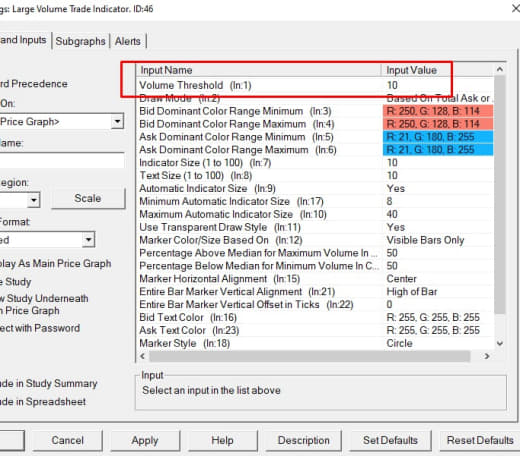 gs: Large Volume Trade Indicator. ID:46
and Inputs
Subgraphs
Alerts
rd Precedence
On:
Price Graph>
Name:
egion:
Scale
Format:
ed
play As Main Price Graph
e Study
w Study Underneath
n Price Graph
ect with Password
ude in Study Summary
ude in Spreadsheet
Input Name Input Value
Volume Threshold (In:1) 10
Draw Mode (In:2) Based On Total Ask or
Bid Dominant Color Range Minimum (In:3) R: 250, G: 128, B: 114
Bid Dominant Color Range Maximum (In:4) R: 250, G: 128, B: 114
Ask Dominant Color Range Minimum (In:5) R: 21, G: 180, B: 255
Ask Dominant Color Range Maximum (In:6) R: 21, G: 180, B: 255
Indicator Size (1 to 100) (In:7) 10
Text Size (1 to 100) (In:8) 10
Automatic Indicator Size (In:9) Yes
Minimum Automatic Indicator Size (In:17) 8
Maximum Automatic Indicator Size (In:10) 40
Use Transparent Draw Style (In:11) Yes
Marker Color/Size Based On (In:12) Visible Bars Only
Percentage Above Median for Maximum Volume In ... 50
Percentage Below Median for Minimum Volume In C... 50
Marker Horizontal Alignment (In:15) Center
Entire Bar Marker Vertical Alignment (In:21) High of Bar
Entire Bar Marker Vertical Offset in Ticks (In:22) 0
Bid Text Color (In:16) R: 255, G: 255, B: 255
Ask Text Color (In:23) R: 255, G: 255, B: 255
Marker Style (In:18) Circle
Input
Select an input in the list above
Cancel
Apply
Help
Description
Set Defaults
Reset Defaults